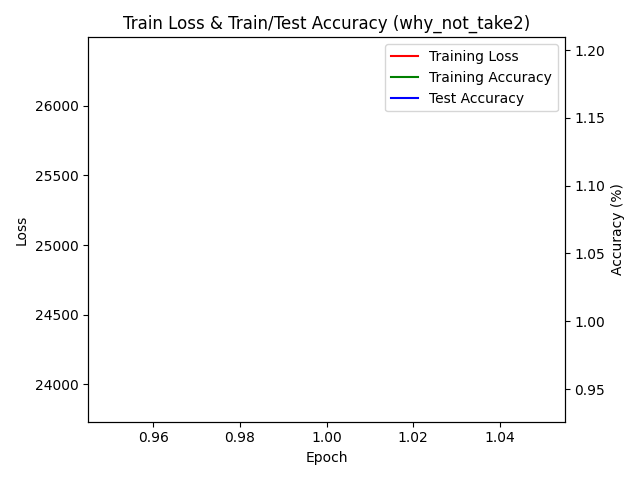 Train Loss & Train/Test Accuracy (why_not_take2)
Training Loss
Training Accuracy
Test Accuracy
26000
25500
25000
24500
24000
Loss
1.20
1.15
1.10
1.05
1.00
0.95
Accuracy (%)
0.96 0.98 1.00 1.02 1.04
Epoch